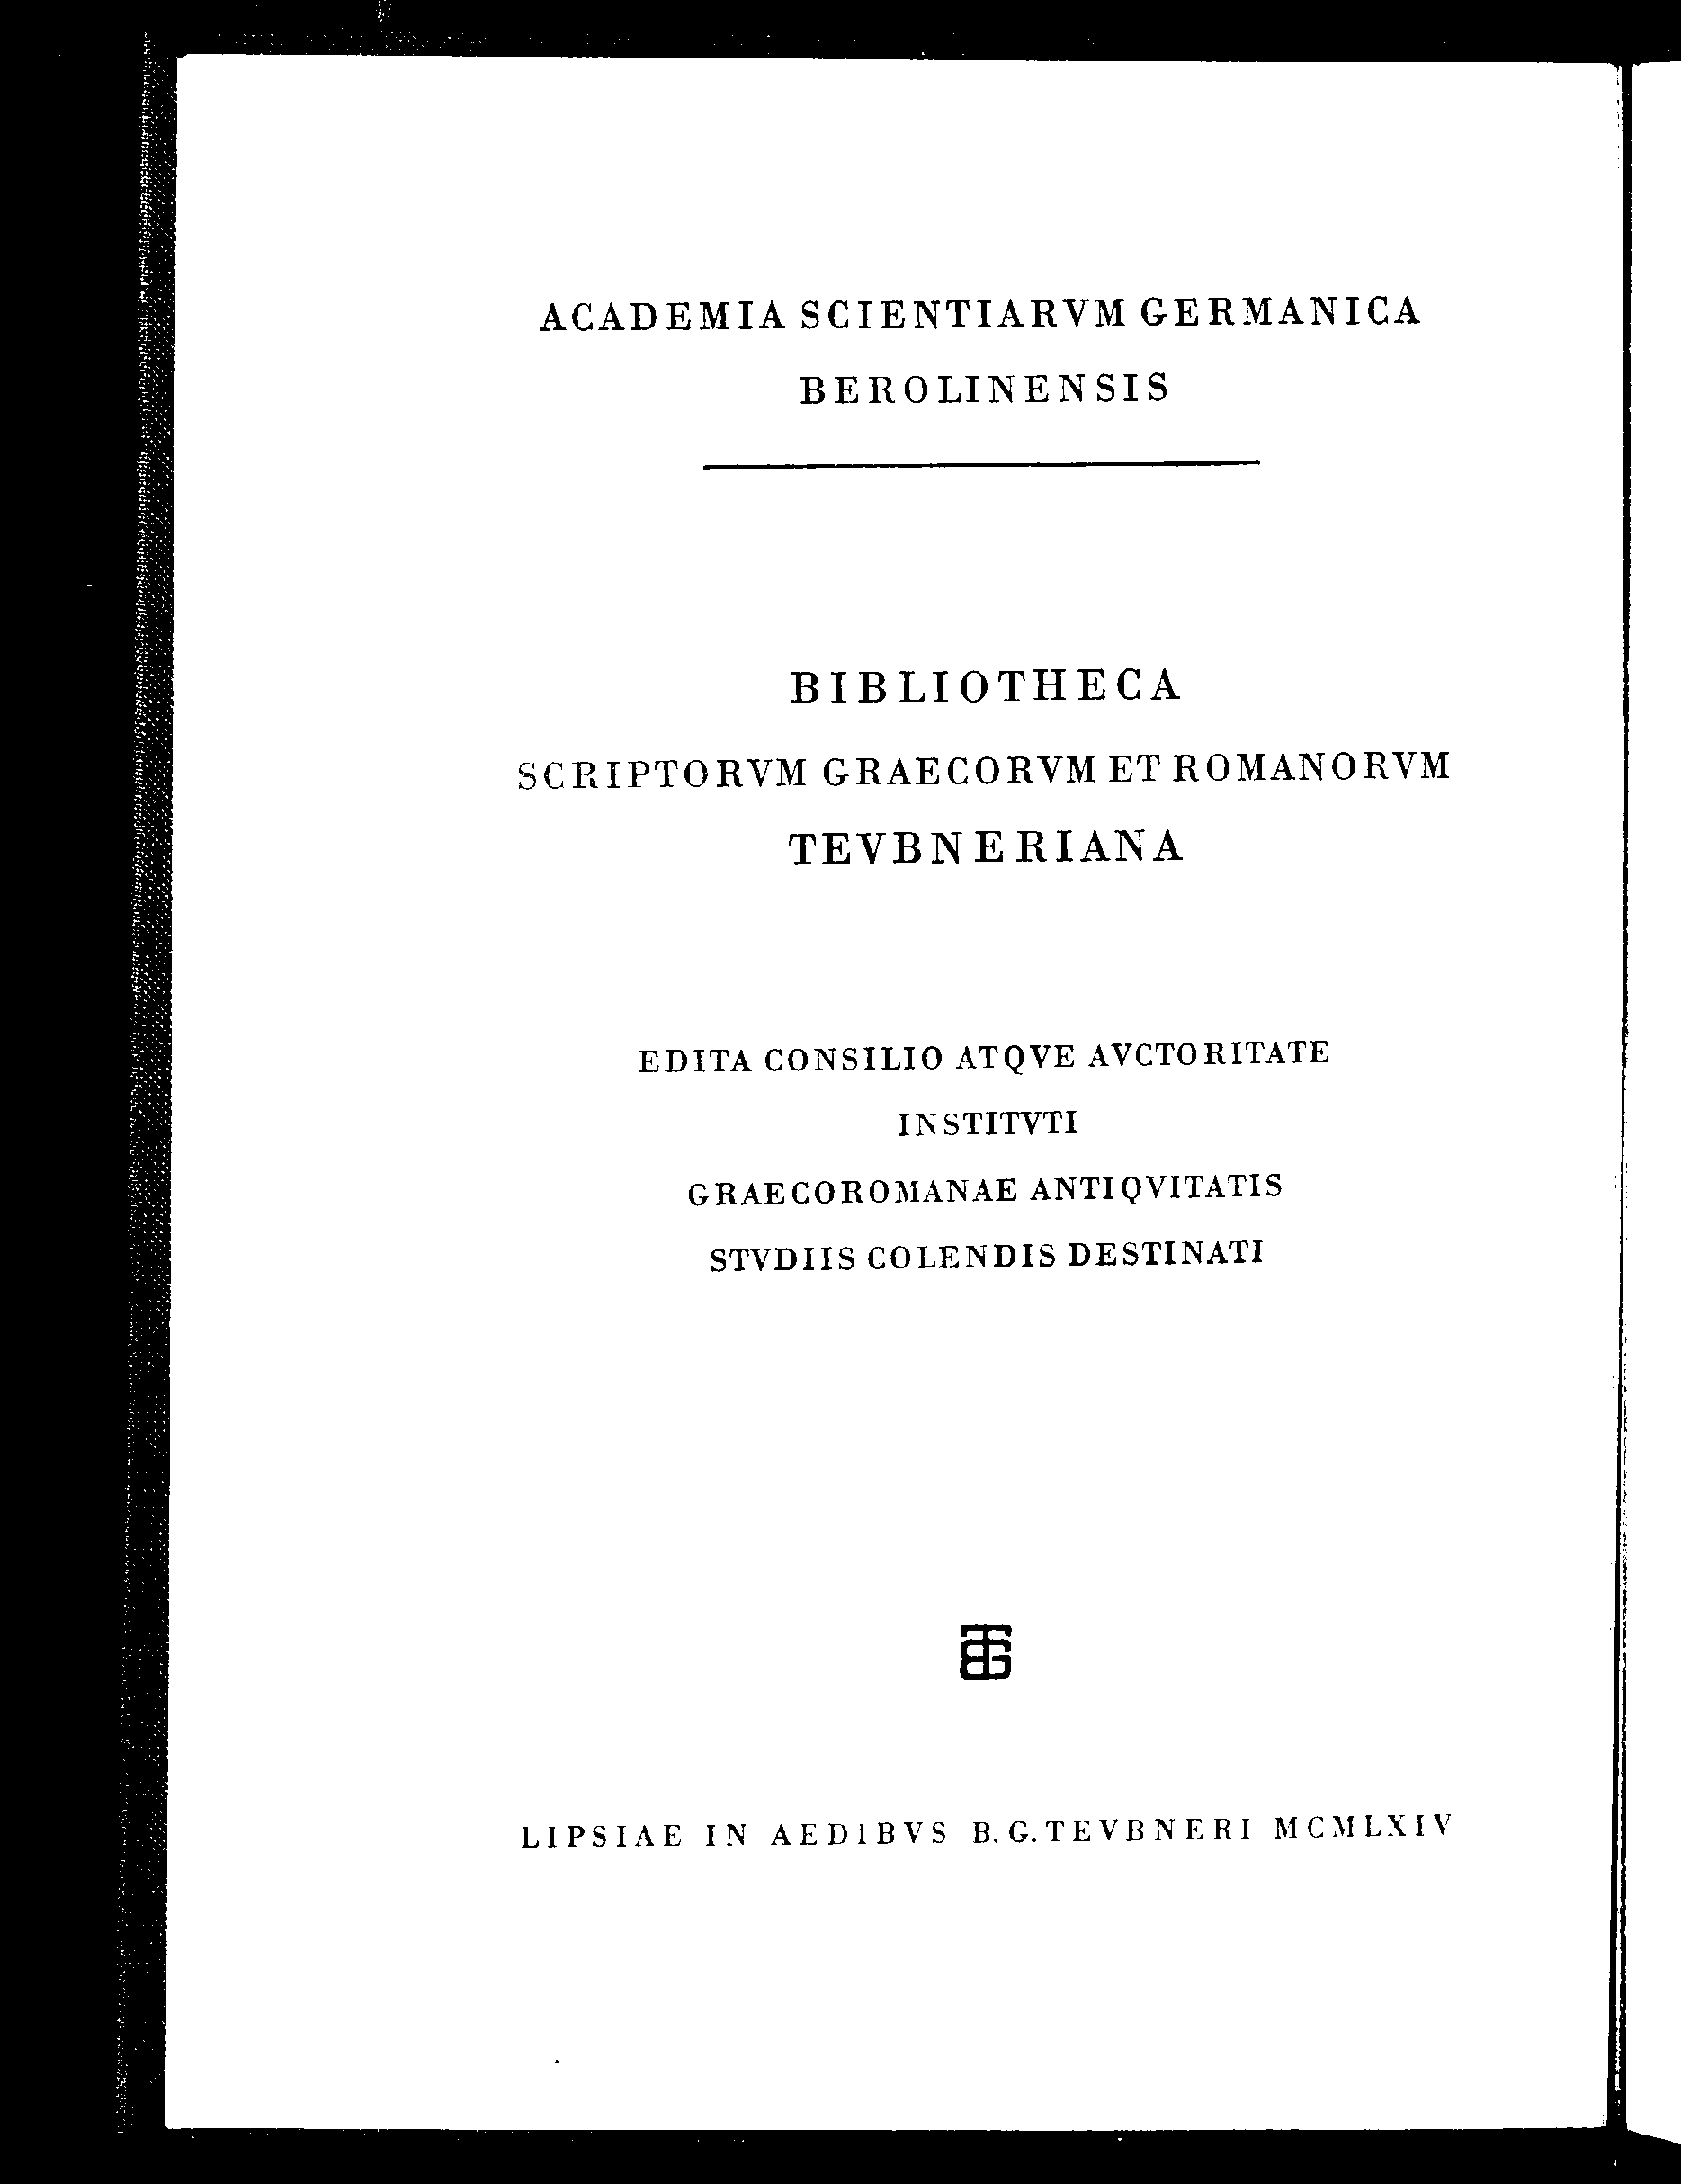 ACADEMIA SCIENTIARVM GERMANICA
BEROLINENSIS
BIBLIOTHECA
SCRIPTORVM GRAECORVM ET ROMANORVM
TEVBNERIANA
EDITA CONSILIO ATQVE AVCTORITATE
INSTITVTI
GRAECOROMANAE ANTIQVITATIS
STVDIIS COLENDIS DESTINATI
LIPSIAE IN AEDIBVS B. G. TEVBNERI MCMLXIV